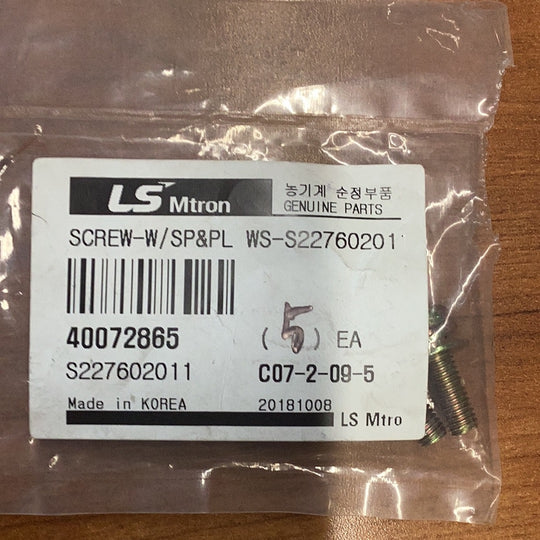 LS Mtron
농기계 순정부품
GENUINE PARTS
SCREW-W/SP&PL WS-S227602011
40072865
(5) EA
S227602011
C07-2-09-5
Made in KOREA
20181008
LS Mtro